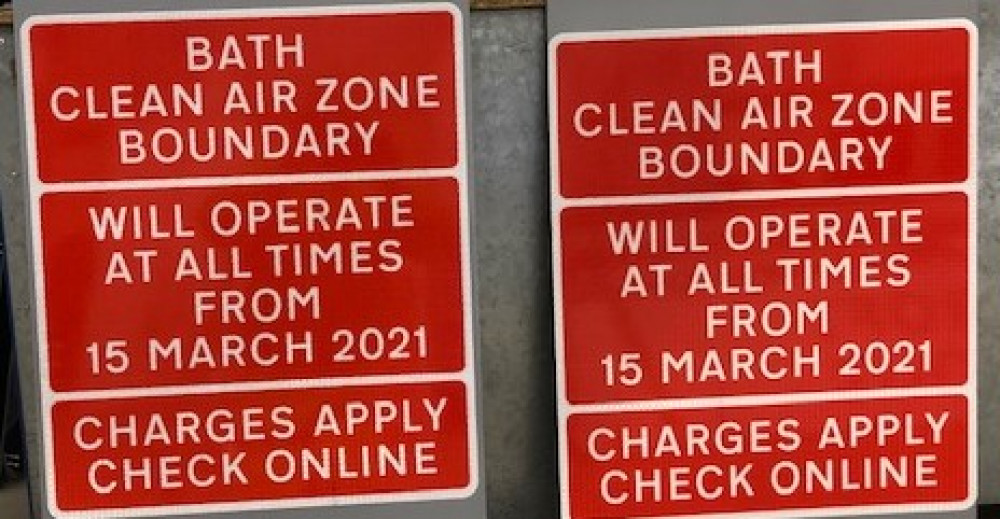 BATH
CLEAN AIR ZONE
BOUNDARY
WILL OPERATE
AT ALL TIMES
FROM
15 MARCH 2021
CHARGES APPLY
CHECK ONLINE
BATH
CLEAN AIR ZONE
BOUNDARY
WILL OPERATE
AT ALL TIMES
FROM
15 MARCH 2021
CHARGES APPLY
CHECK ONLINE